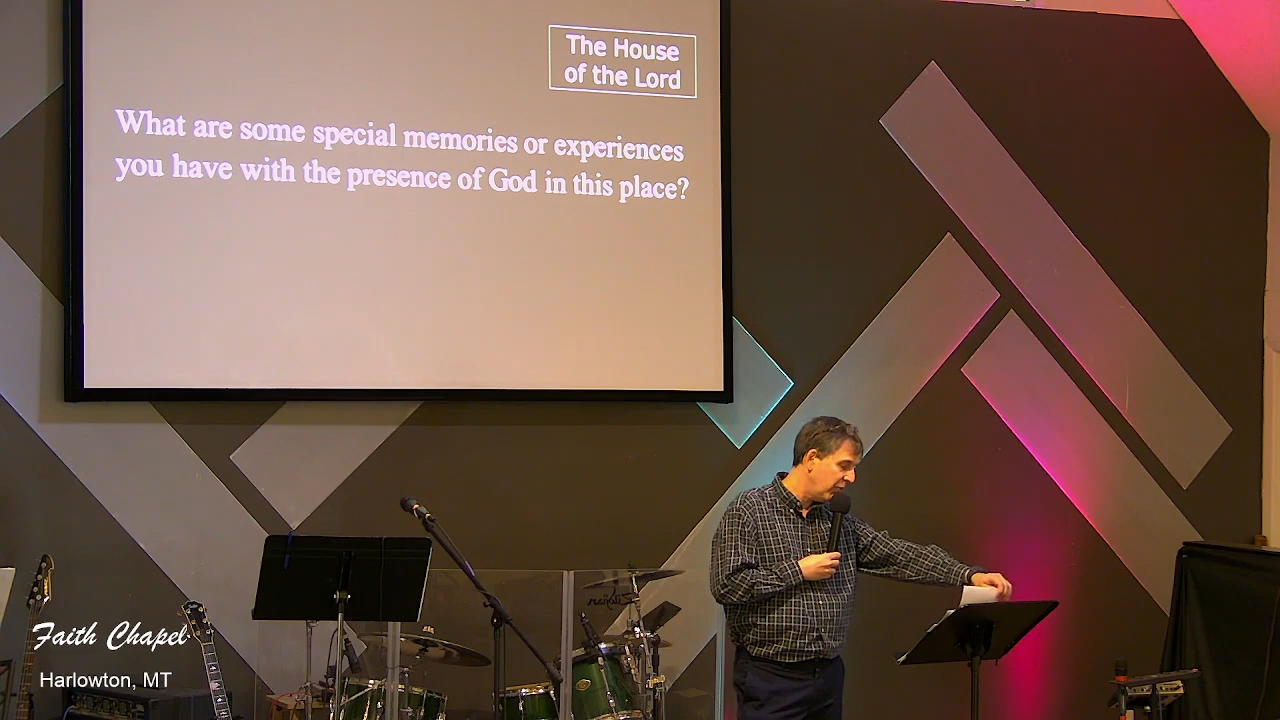 The House
of the Lord
What are some special memories or experiences
you have with the presence of God in this place?
Faith Chapel
Harlowton, MT